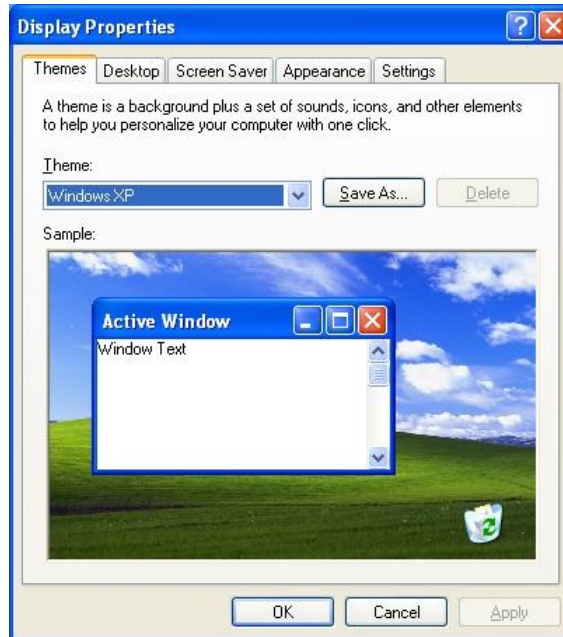 Display Properties
Themes Desktop Screen Saver Appearance Settings
A theme is a background plus a set of sounds, icons, and other elements
to help you personalize your computer with one click.
Theme:
Windows XP Save As... Delete
Sample:
Active Window
Window Text
OK Cancel Apply